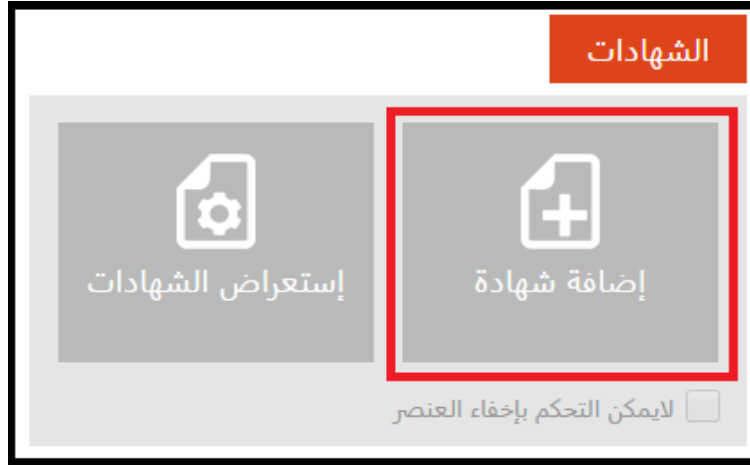 الشهادات
إضافة شهادة
إستعراض الشهادات
لايمكن التحكم بإخفاء العنصر